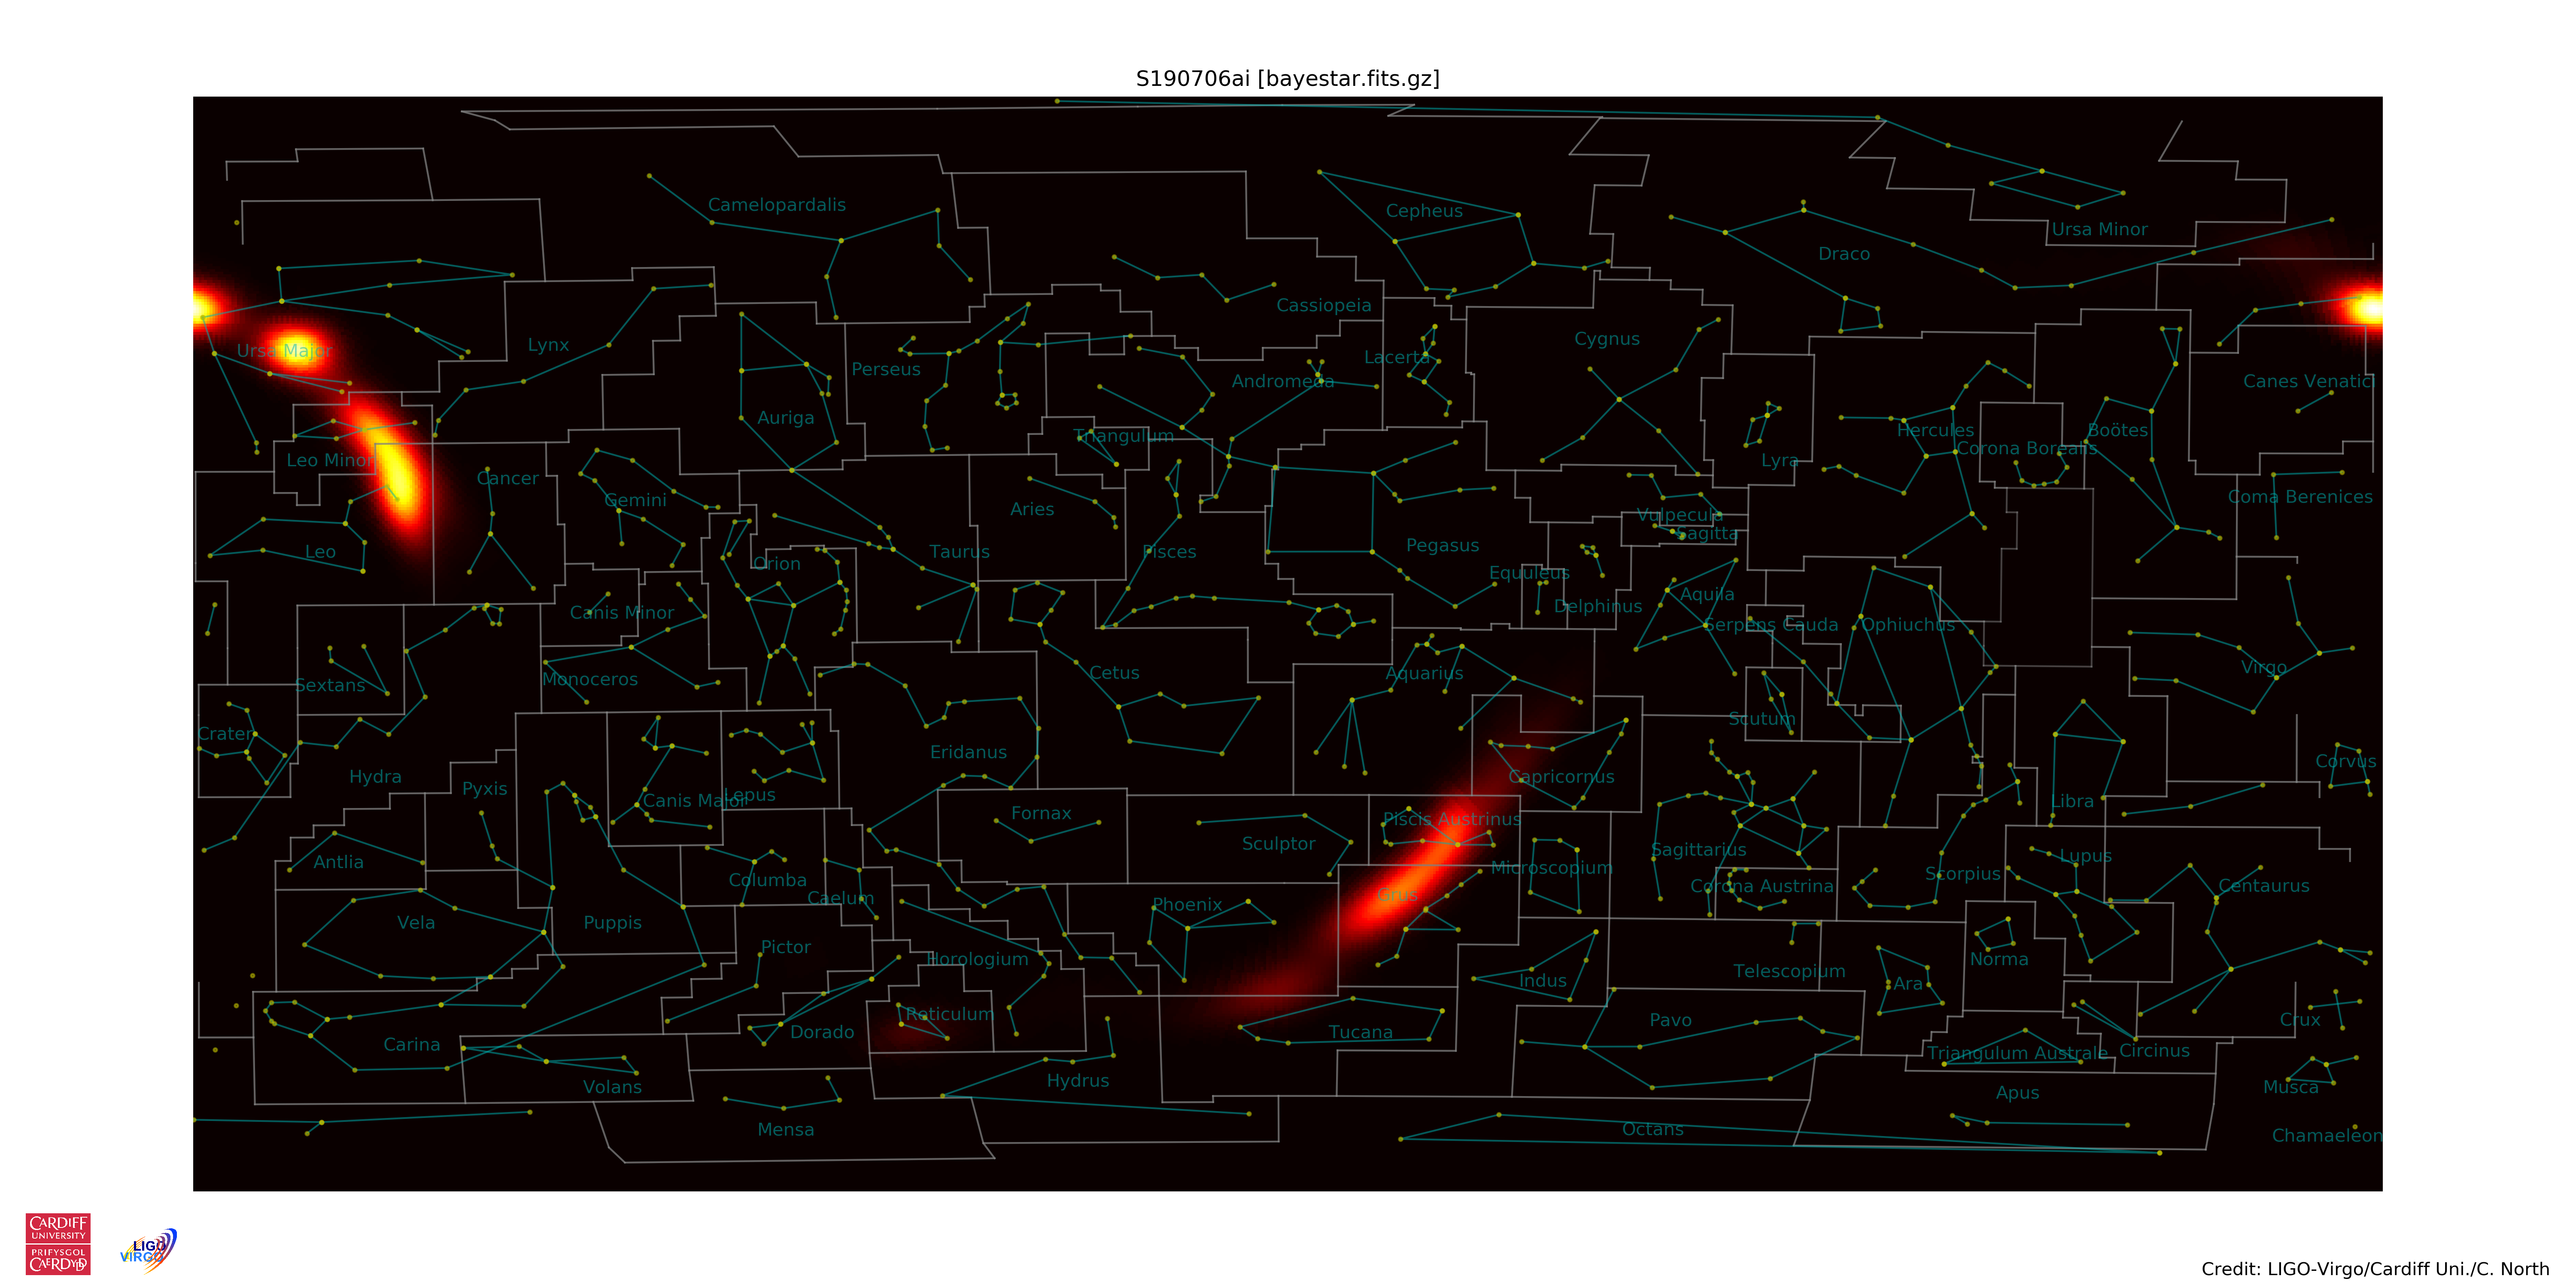 S190706ai [bayestar.fits.gz]
Camelopardalis
Cepheus
Ursa Minor
Draco
Cassiopeia
Ursa Major
Lynx
Perseus
Lacerta
Cygnus
Andromeda
Canes Venatici
Auriga
Triangulum
Hercules
Boötes
Corona Borealis
Leo Minor
Lyra
Cancer
Gemini
Coma Berenices
Aries
Vulpecula
Sagitta
Leo
Taurus
Pisces
Pegasus
Orion
Equuleus
Canis Minor
Delphinus
Aquila
Serpens Cauda
Ophiuchus
Sextans
Monoceros
Cetus
Aquarius
Virgo
Crater
Scutum
Eridanus
Hydra
Capricornus
Corvus
Pyxis
Canis Major
Lepus
Libra
Fornax
Piscis Austrinus
Antlia
Sculptor
Sagittarius
Lupus
Columba
Microscopium
Corona Austrina
Scorpius
Centaurus
Caelum
Grus
Phoenix
Vela
Puppis
Pictor
Horologium
Telescopium
Norma
Indus
Ara
Reticulum
Dorado
Tucana
Pavo
Crux
Carina
Triangulum Australe
Circinus
Volans
Hydrus
Apus
Musca
Mensa
Octans
Chamaeleon
CARDIFF
UNIVERSITY
PRIFYSGOL
CAERDYDD
LIGO
VIRGO
Credit: LIGO-Virgo/Cardiff Uni./C. North